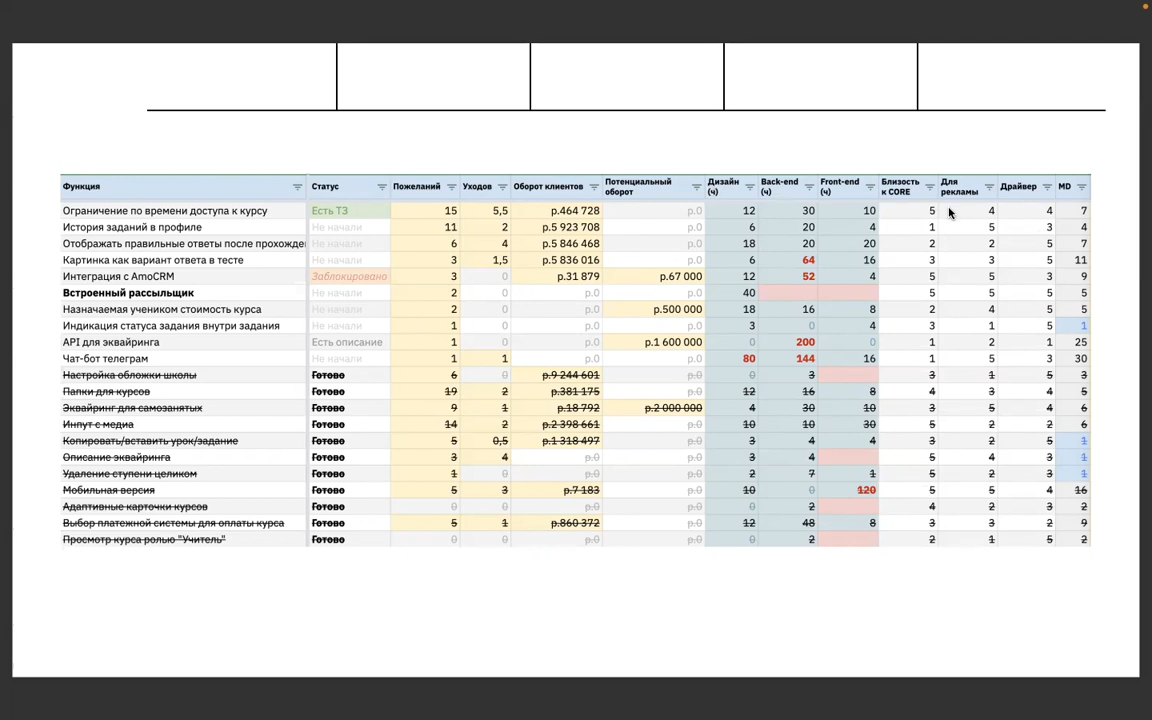 Функция Статус Пожеланий Уходов Оборот клиентов Потенциальный оборот Дизайн (ч) Back-end (ч) Front-end (ч) Близость к CORE Для рекламы Драйвер MD
Ограничение по времени доступа к курсу Есть ТЗ 15 5,5 р.464 728 р.0 12 30 10 5 4 4 7
История заданий в профиле Не начали 11 2 р.5 923 708 р.0 6 20 4 1 5 3 4
Отображать правильные ответы после прохожде Не начали 6 4 р.5 846 468 р.0 18 20 20 2 2 5 7
Картинка как вариант ответа в тесте Не начали 3 1,5 р.5 836 016 р.0 6 64 16 3 3 5 11
Интеграция с AmoCRM Заблокировано 3 0 р.31 879 р.67 000 12 52 4 5 5 3 9
Встроенный рассыльщик Не начали 2 0 р.0 р.0 40 5 5 5 5
Назначаемая учеником стоимость курса Не начали 2 0 р.0 р.500 000 18 16 8 2 4 5 5
Индикация статуса задания внутри задания Не начали 1 0 р.0 р.0 3 0 4 3 1 5 1
API для эквайринга Есть описание 1 0 р.0 р.1 600 000 0 200 0 1 2 1 25
Чат-бот телеграм Не начали 1 1 р.0 р.0 80 144 16 1 5 3 30
Настройка обложки школы Готово 6 0 р.9 244 601 р.0 0 3 3 1 5 3
Папки для курсов Готово 19 2 р.381 175 р.0 12 16 8 4 3 4 5
Эквайринг для самозанятых Готово 9 1 р.18 792 р.2 000 000 4 30 10 3 5 4 6
Инпут с медиа Готово 14 2 р.2 398 661 р.0 10 10 30 5 2 2 6
Копировать/вставить урок/задание Готово 5 0,5 р.1 318 497 р.0 3 4 4 3 2 5 1
Описание эквайринга Готово 3 4 р.0 р.0 3 4 5 4 3 1
Удаление ступени целиком Готово 1 0 р.0 р.0 2 7 1 5 2 3 1
Мобильная версия Готово 5 3 р.7 183 р.0 10 0 120 5 5 4 16
Адаптивные карточки курсов Готово 0 0 р.0 р.0 0 2 4 2 3 2
Выбор платежной системы для оплаты курса Готово 5 1 р.860 372 р.0 12 48 8 3 3 2 9
Просмотр курса ролью "Учитель" Готово 0 0 р.0 р.0 0 2 2 1 5 2